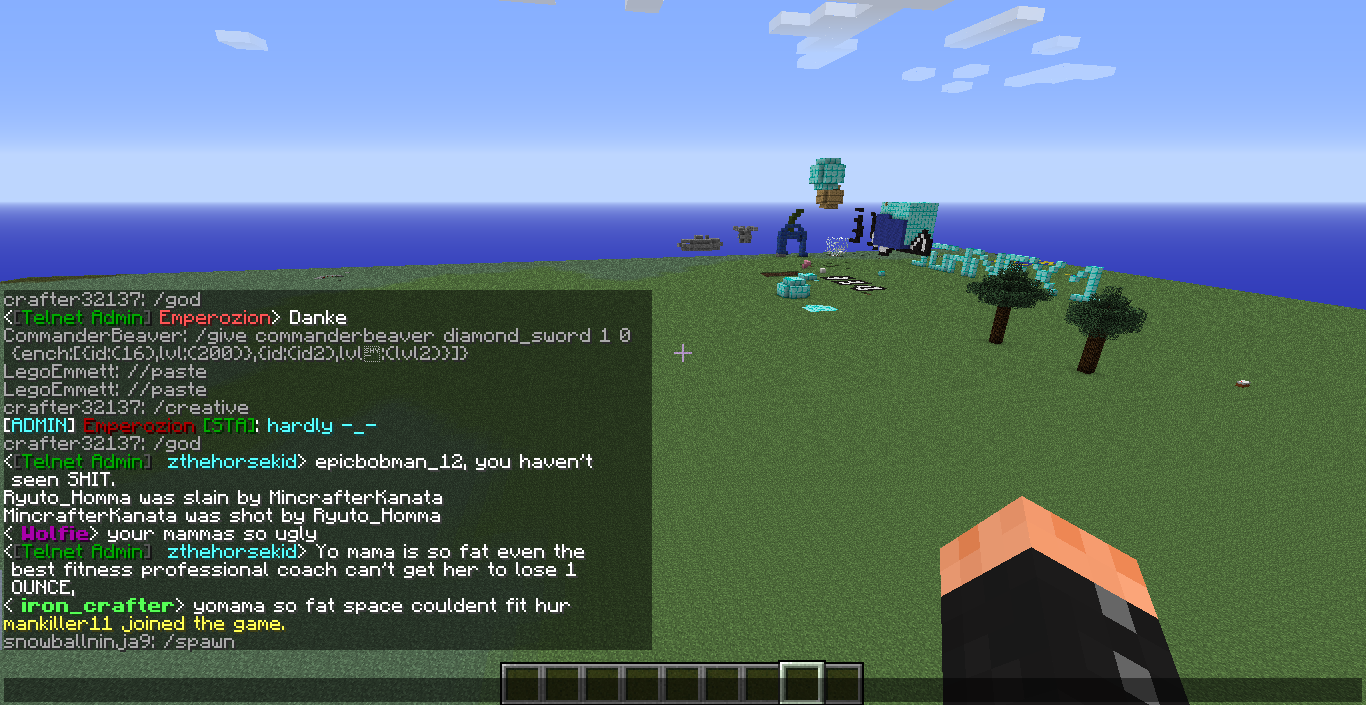 crafter32137: /god
<[Telnet Admin] Emperozion> Danke
CommanderBeaver: /give commanderbeaver diamond_sword 1 0
{ench:[{id:(16),lvl:(200)},{id:(id2),lvl:(lvl2)}]}
LegoEmmett: //paste
LegoEmmett: //paste
crafter32137: /creative
[ADMIN] Emperozion [STA]: hardly -_-
crafter32137: /god
<[Telnet Admin] zthehorsekid> epicbobman_12, you haven't
seen SHIT.
Ryuto_Homma was slain by MincrafterKanata
MincrafterKanata was shot by Ryuto_Homma
< Wolfie> your mammas so ugly
<[Telnet Admin] zthehorsekid> Yo mama is so fat even the
best fitness professional coach can't get her to lose 1
OUNCE,
< iron_crafter> yomama so fat space couldent fit hur
mankiller11 joined the game.
snowballninja9: /spawn